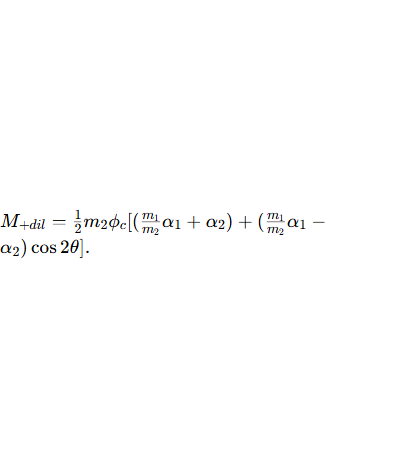 $M_{+dil} = \frac{1}{2} m_2 \phi_c [(\frac{m_1}{m_2} \alpha_1 + \alpha_2) + (\frac{m_1}{m_2} \alpha_1 -$
$\alpha_2) \cos 2\theta].$